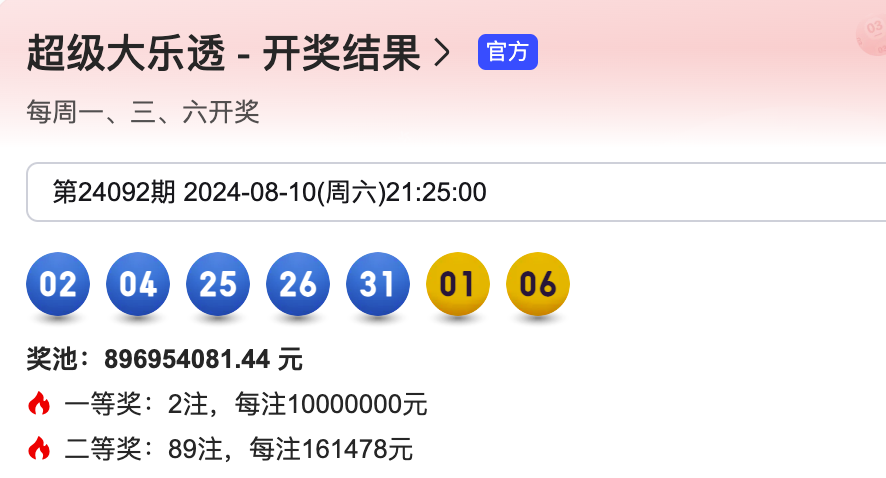 超级大乐透 - 开奖结果 > 官方
每周一、三、六开奖
第24092期 2024-08-10(周六)21:25:00
02 04 25 26 31 01 06
奖池：896954081.44 元
一等奖：2注，每注10000000元
二等奖：89注，每注161478元
03